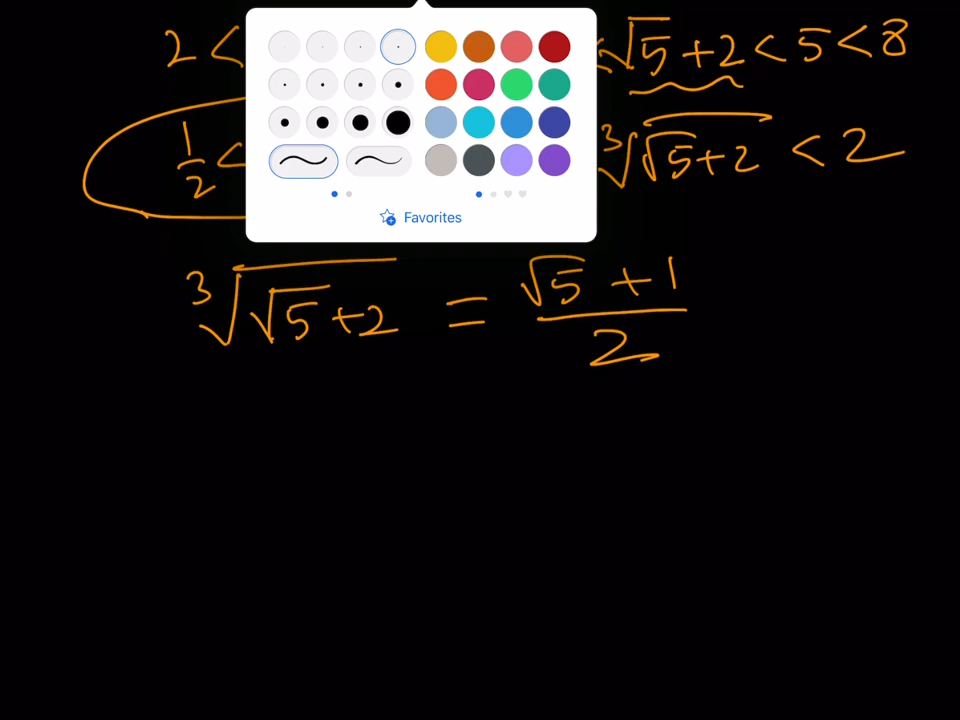 2 < √5 + 2 < 5 < 8
1/2 < ∛(√5 + 2) < 2
Favorites
∛(√5 + 2) = (√5 + 1)/2